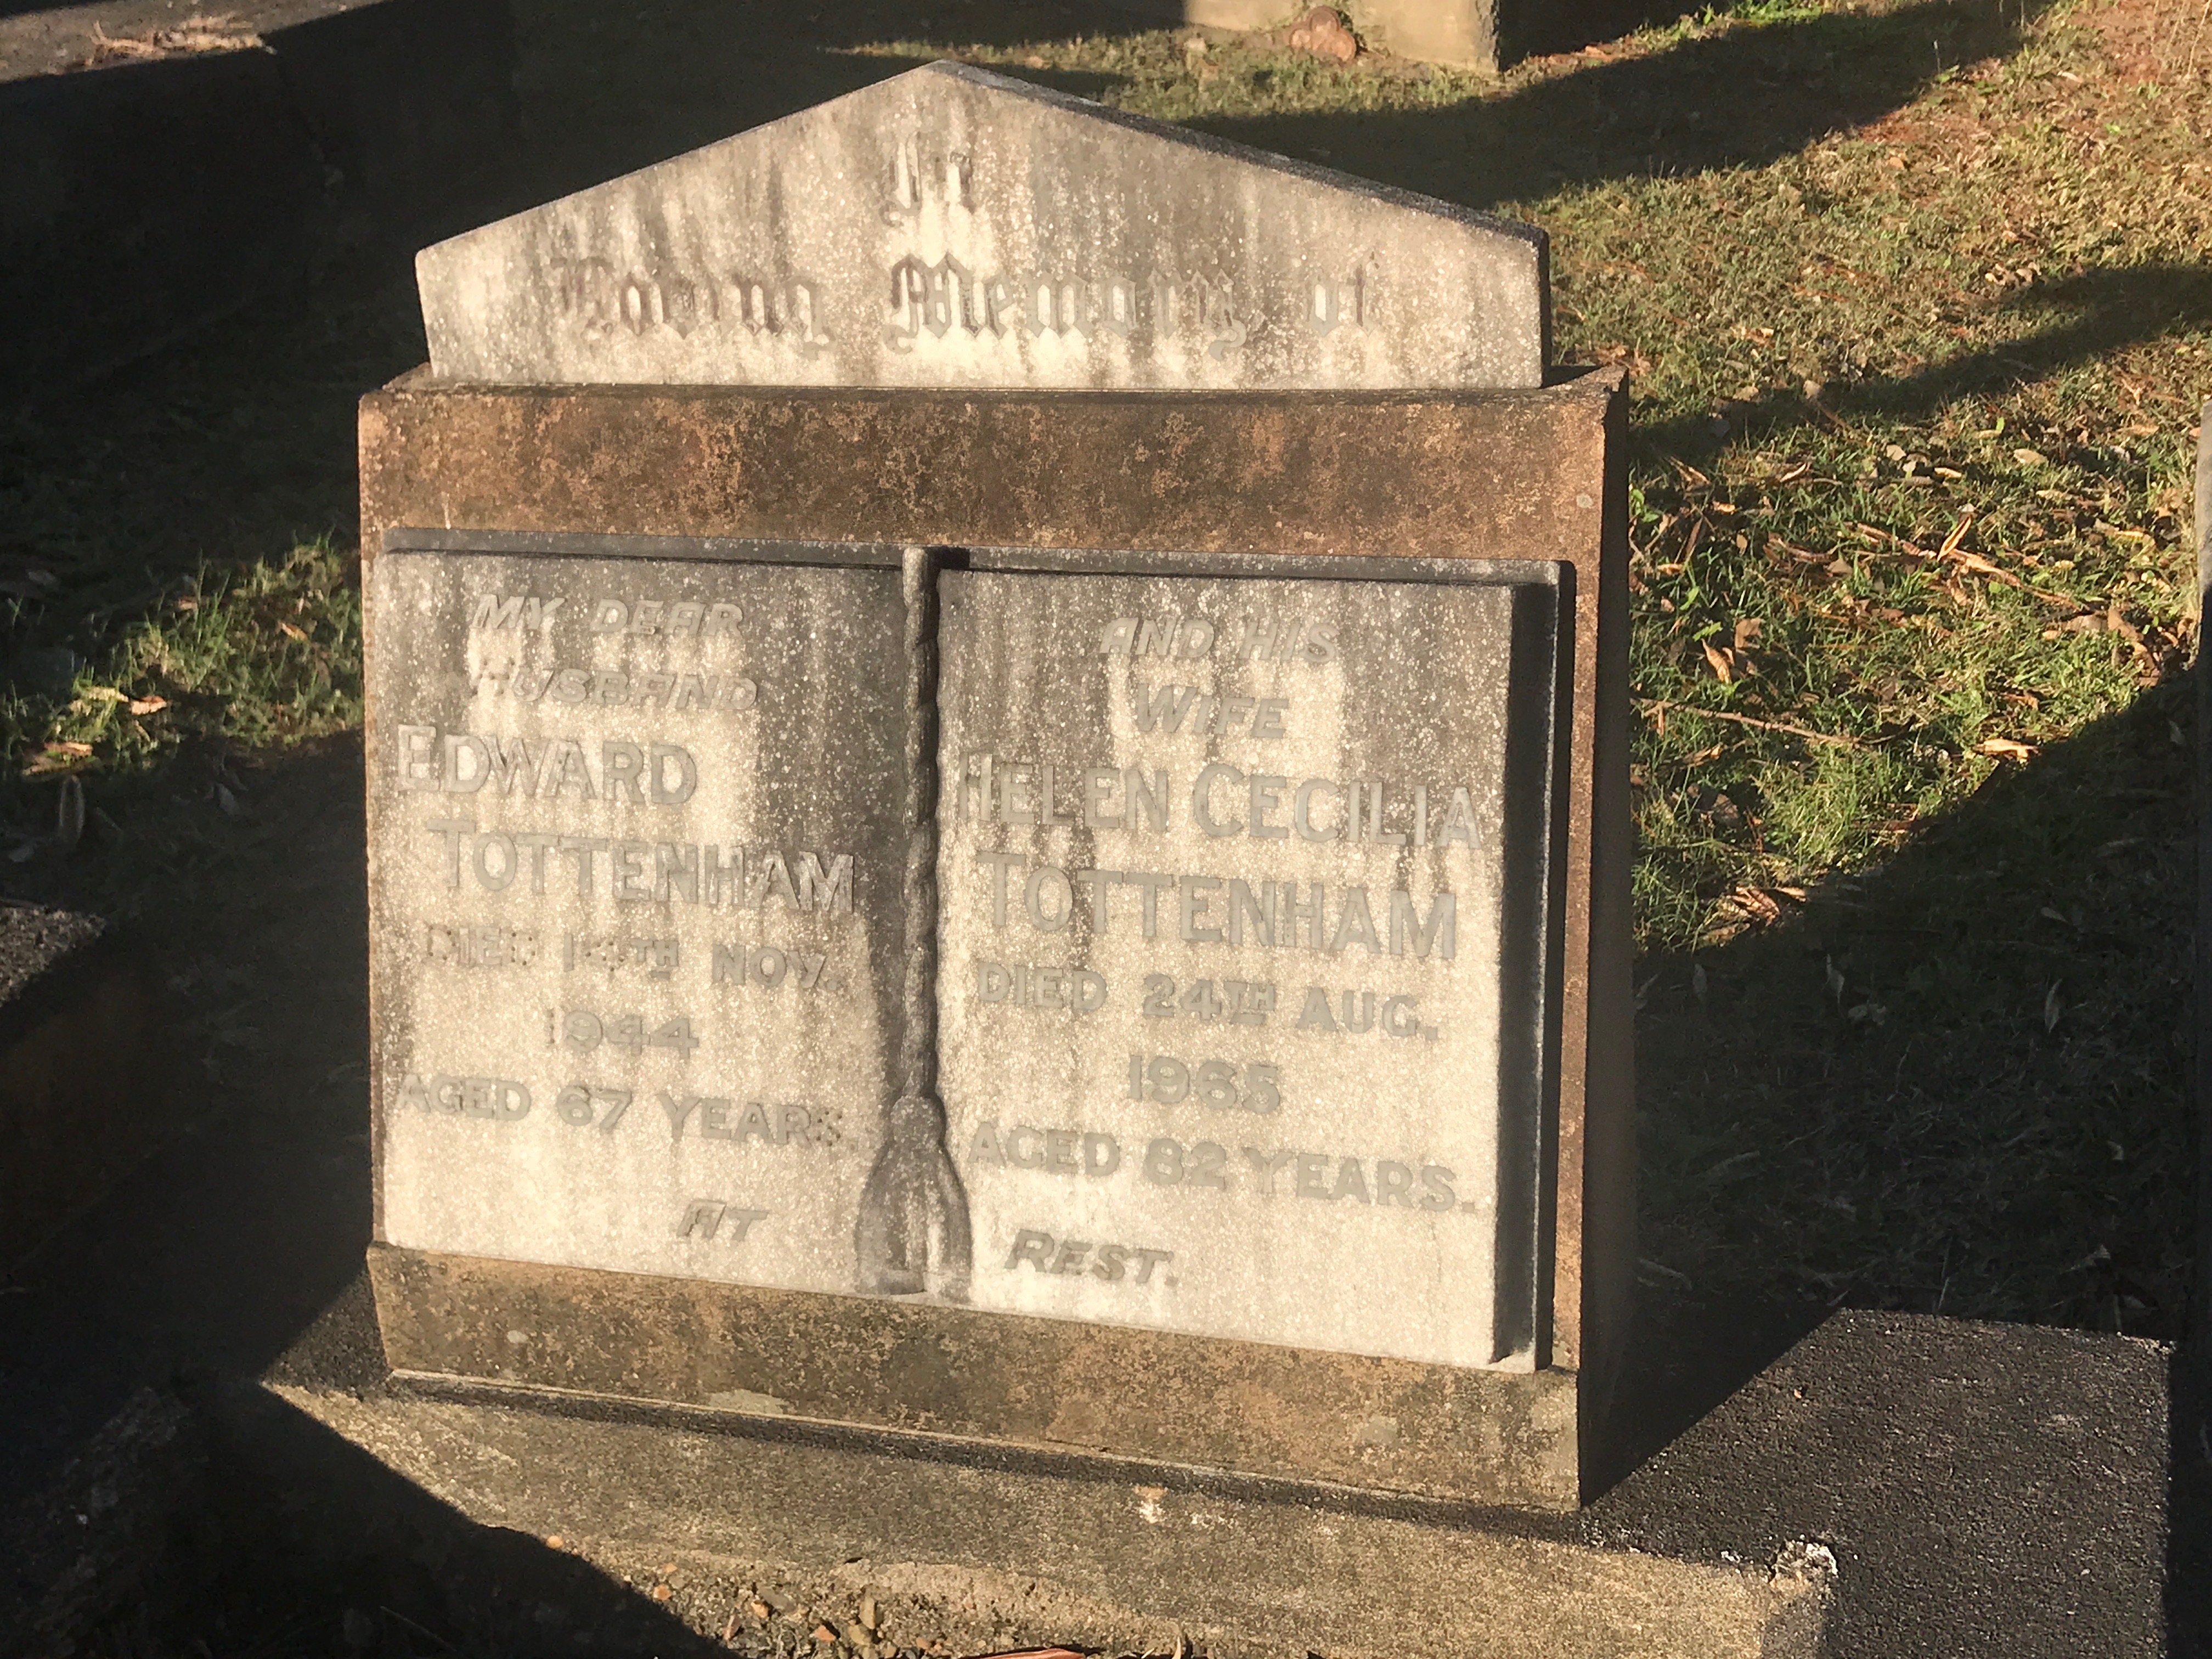 In
Loving Memory of
MY DEAR
HUSBAND
EDWARD
TOTTENHAM
DIED NOV.
1944
AGED 67 YEARS.
AND HIS
WIFE
HELEN CECILIA
TOTTENHAM
DIED 24TH AUG.
1965
AGED 82 YEARS.
AT REST.